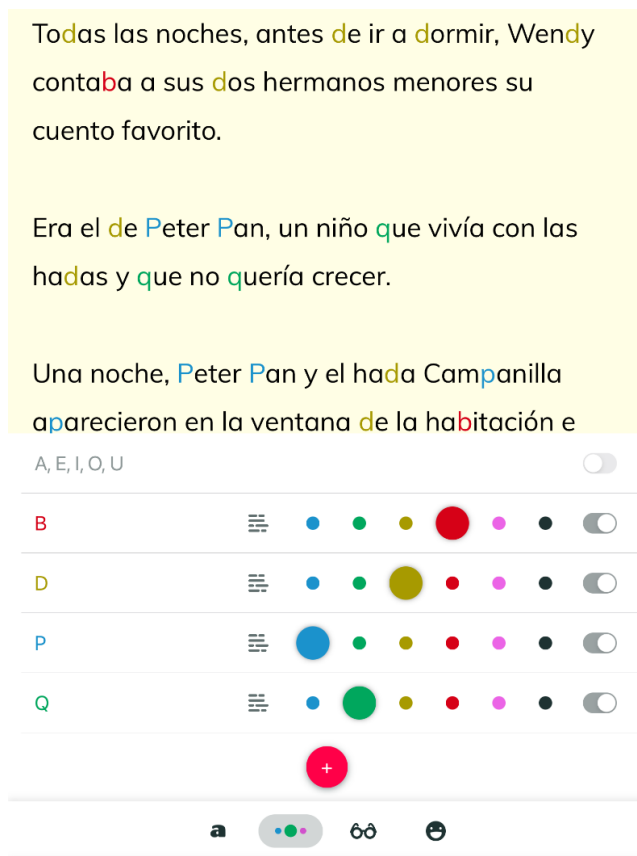 Todas las noches, antes de ir a dormir, Wendy
contaba a sus dos hermanos menores su
cuento favorito.
Era el de Peter Pan, un niño que vivía con las
hadas y que no quería crecer.
Una noche, Peter Pan y el hada Campanilla
aparecieron en la ventana de la habitación e
A, E, I, O, U
B
D
P
Q
+
a